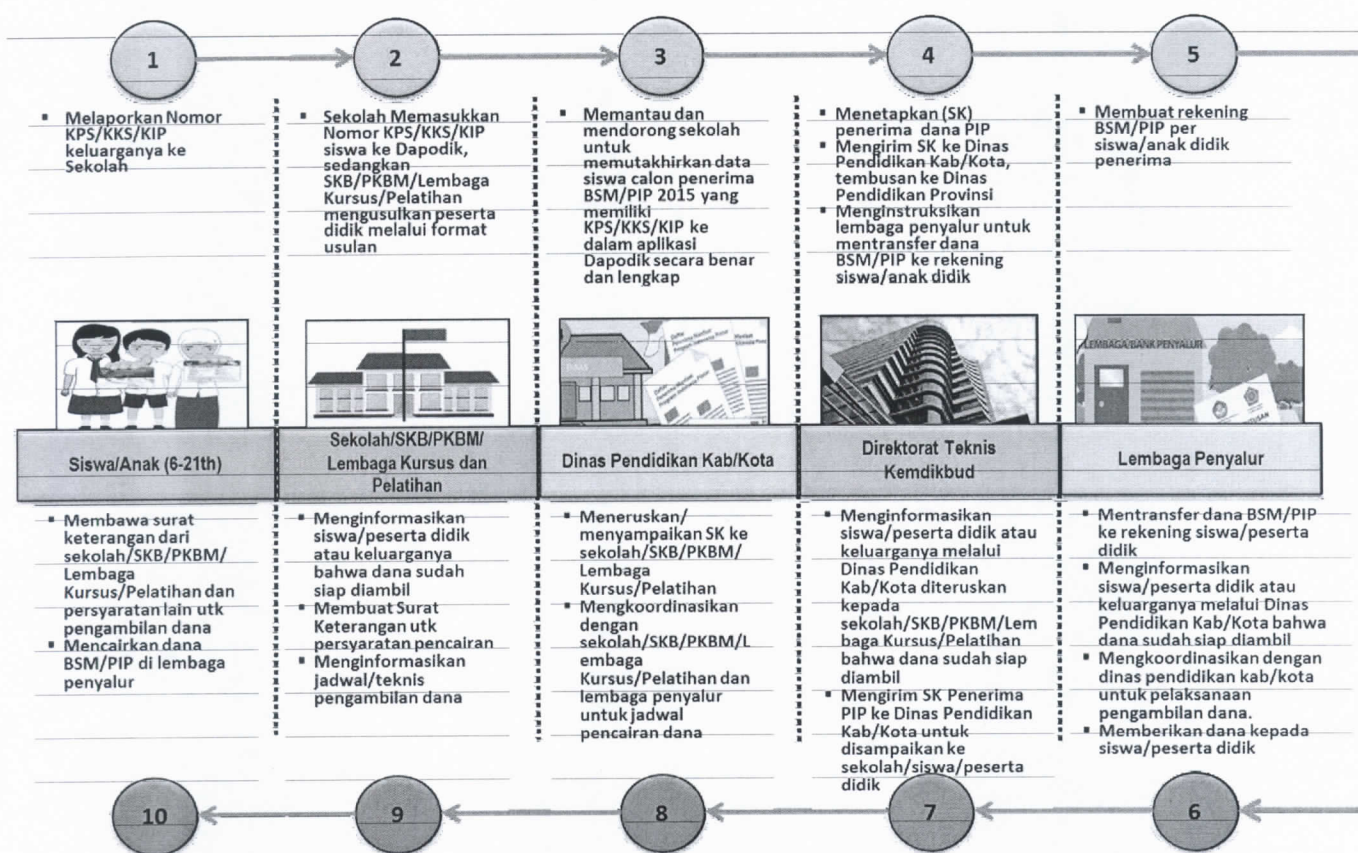 1
2
3
4
5
▪ Melaporkan Nomor
KPS/KKS/KIP
keluarganya ke
Sekolah
▪ Sekolah Memasukkan
Nomor KPS/KKS/KIP
siswa ke Dapodik,
sedangkan
SKB/PKBM/Lembaga
Kursus/Pelatihan
mengusulkan peserta
didik melalui format
usulan
▪ Memantau dan
mendorong sekolah
untuk
memutakhirkan data
siswa calon penerima
BSM/PIP 2015 yang
memiliki
KPS/KKS/KIP ke
dalam aplikasi
Dapodik secara benar
dan lengkap
▪ Menetapkan (SK)
penerima dana PIP
▪ Mengirim SK ke Dinas
Pendidikan Kab/Kota,
tembusan ke Dinas
Pendidikan Provinsi
▪ Menginstruksikan
lembaga penyalur untuk
mentransfer dana
BSM/PIP ke rekening
siswa/anak didik
▪ Membuat rekening
BSM/PIP per
siswa/anak didik
penerima
DINAS
LEMBAGA/BANK PENYALUR
Siswa/Anak (6-21th)
Sekolah/SKB/PKBM/
Lembaga Kursus dan
Pelatihan
Dinas Pendidikan Kab/Kota
Direktorat Teknis
Kemdikbud
Lembaga Penyalur
▪ Membawa surat
keterangan dari
sekolah/SKB/PKBM/
Lembaga
Kursus/Pelatihan dan
persyaratan lain utk
pengambilan dana
▪ Mencairkan dana
BSM/PIP di lembaga
penyalur
▪ Menginformasikan
siswa/peserta didik
atau keluarganya
bahwa dana sudah
siap diambil
▪ Membuat Surat
Keterangan utk
persyaratan pencairan
▪ Menginformasikan
jadwal/teknis
pengambilan dana
▪ Meneruskan/
menyampaikan SK ke
sekolah/SKB/PKBM/
Lembaga
Kursus/Pelatihan
▪ Mengkoordinasikan
dengan
sekolah/SKB/PKBM/L
embaga
Kursus/Pelatihan dan
lembaga penyalur
untuk jadwal
pencairan dana
▪ Menginformasikan
siswa/peserta didik atau
keluarganya melalui
Dinas Pendidikan
Kab/Kota diteruskan
kepada
sekolah/SKB/PKBM/Lem
baga Kursus/Pelatihan
bahwa dana sudah siap
diambil
▪ Mengirim SK Penerima
PIP ke Dinas Pendidikan
Kab/Kota untuk
disampaikan ke
sekolah/siswa/peserta
didik
▪ Mentransfer dana BSM/PIP
ke rekening siswa/peserta
didik
▪ Menginformasikan
siswa/peserta didik atau
keluarganya melalui Dinas
Pendidikan Kab/Kota bahwa
dana sudah siap diambil
▪ Mengkoordinasikan dengan
dinas pendidikan kab/kota
untuk pelaksanaan
pengambilan dana.
▪ Memberikan dana kepada
siswa/peserta didik
10
9
8
7
6